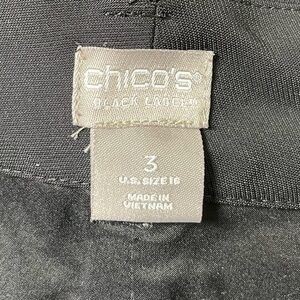 chico's®
BLACK LABEL
3
U.S. SIZE 16
MADE IN
VIETNAM